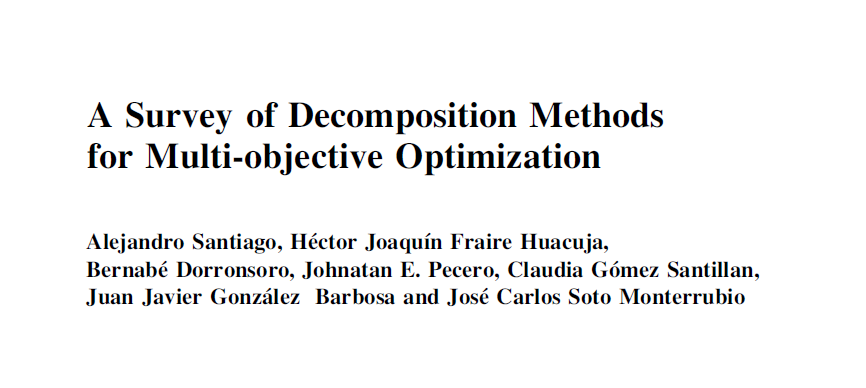 A Survey of Decomposition Methods
for Multi-objective Optimization
Alejandro Santiago, Héctor Joaquín Fraire Huacuja,
Bernabé Dorronsoro, Johnatan E. Pecero, Claudia Gómez Santillan,
Juan Javier González Barbosa and José Carlos Soto Monterrubio